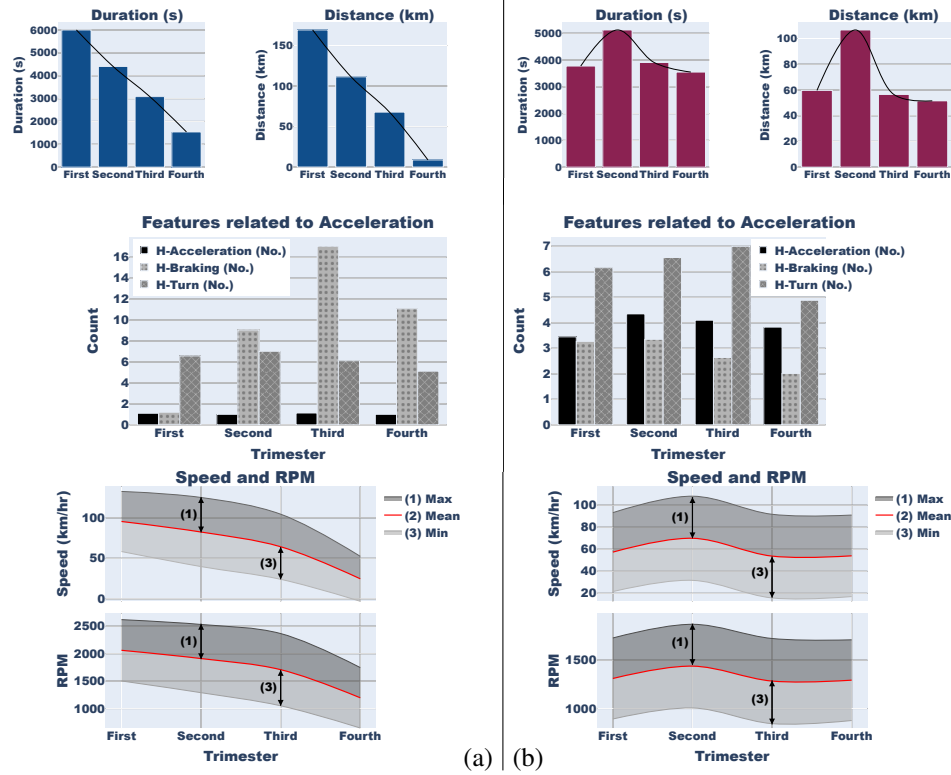 Duration (s)
Duration (s)
6000
5000
4000
3000
2000
1000
0
First Second Third Fourth
Distance (km)
Distance (km)
150
100
50
0
First Second Third Fourth
Features related to Acceleration
H-Acceleration (No.)
H-Braking (No.)
H-Turn (No.)
Count
16
14
12
10
8
6
4
2
0
First Second Third Fourth
Trimester
Speed and RPM
Speed (km/hr)
100
50
0
(1)
(3)
(1) Max
(2) Mean
(3) Min
RPM
2500
2000
1500
1000
(1)
(3)
First Second Third Fourth
Trimester
(a)
Duration (s)
Duration (s)
5000
4000
3000
2000
1000
0
First Second Third Fourth
Distance (km)
Distance (km)
100
80
60
40
20
0
First Second Third Fourth
Features related to Acceleration
H-Acceleration (No.)
H-Braking (No.)
H-Turn (No.)
Count
7
6
5
4
3
2
1
0
First Second Third Fourth
Trimester
Speed and RPM
Speed (km/hr)
100
80
60
40
20
(1)
(3)
(1) Max
(2) Mean
(3) Min
RPM
1500
1000
(1)
(3)
First Second Third Fourth
Trimester
(b)